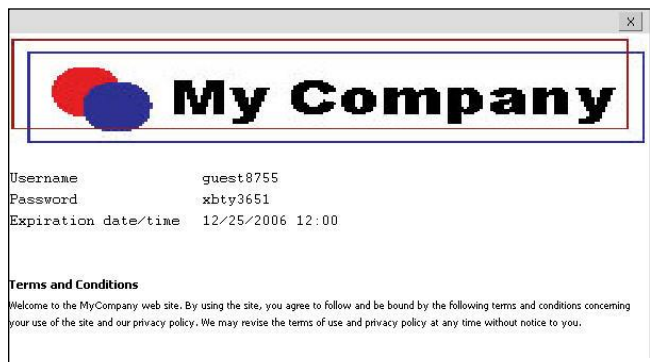 X
My Company
Username guest8755
Password xbty3651
Expiration date/time 12/25/2006 12:00
Terms and Conditions
Welcome to the MyCompany web site. By using the site, you agree to follow and be bound by the following terms and conditions concerning
your use of the site and our privacy policy. We may revise the terms of use and privacy policy at any time without notice to you.